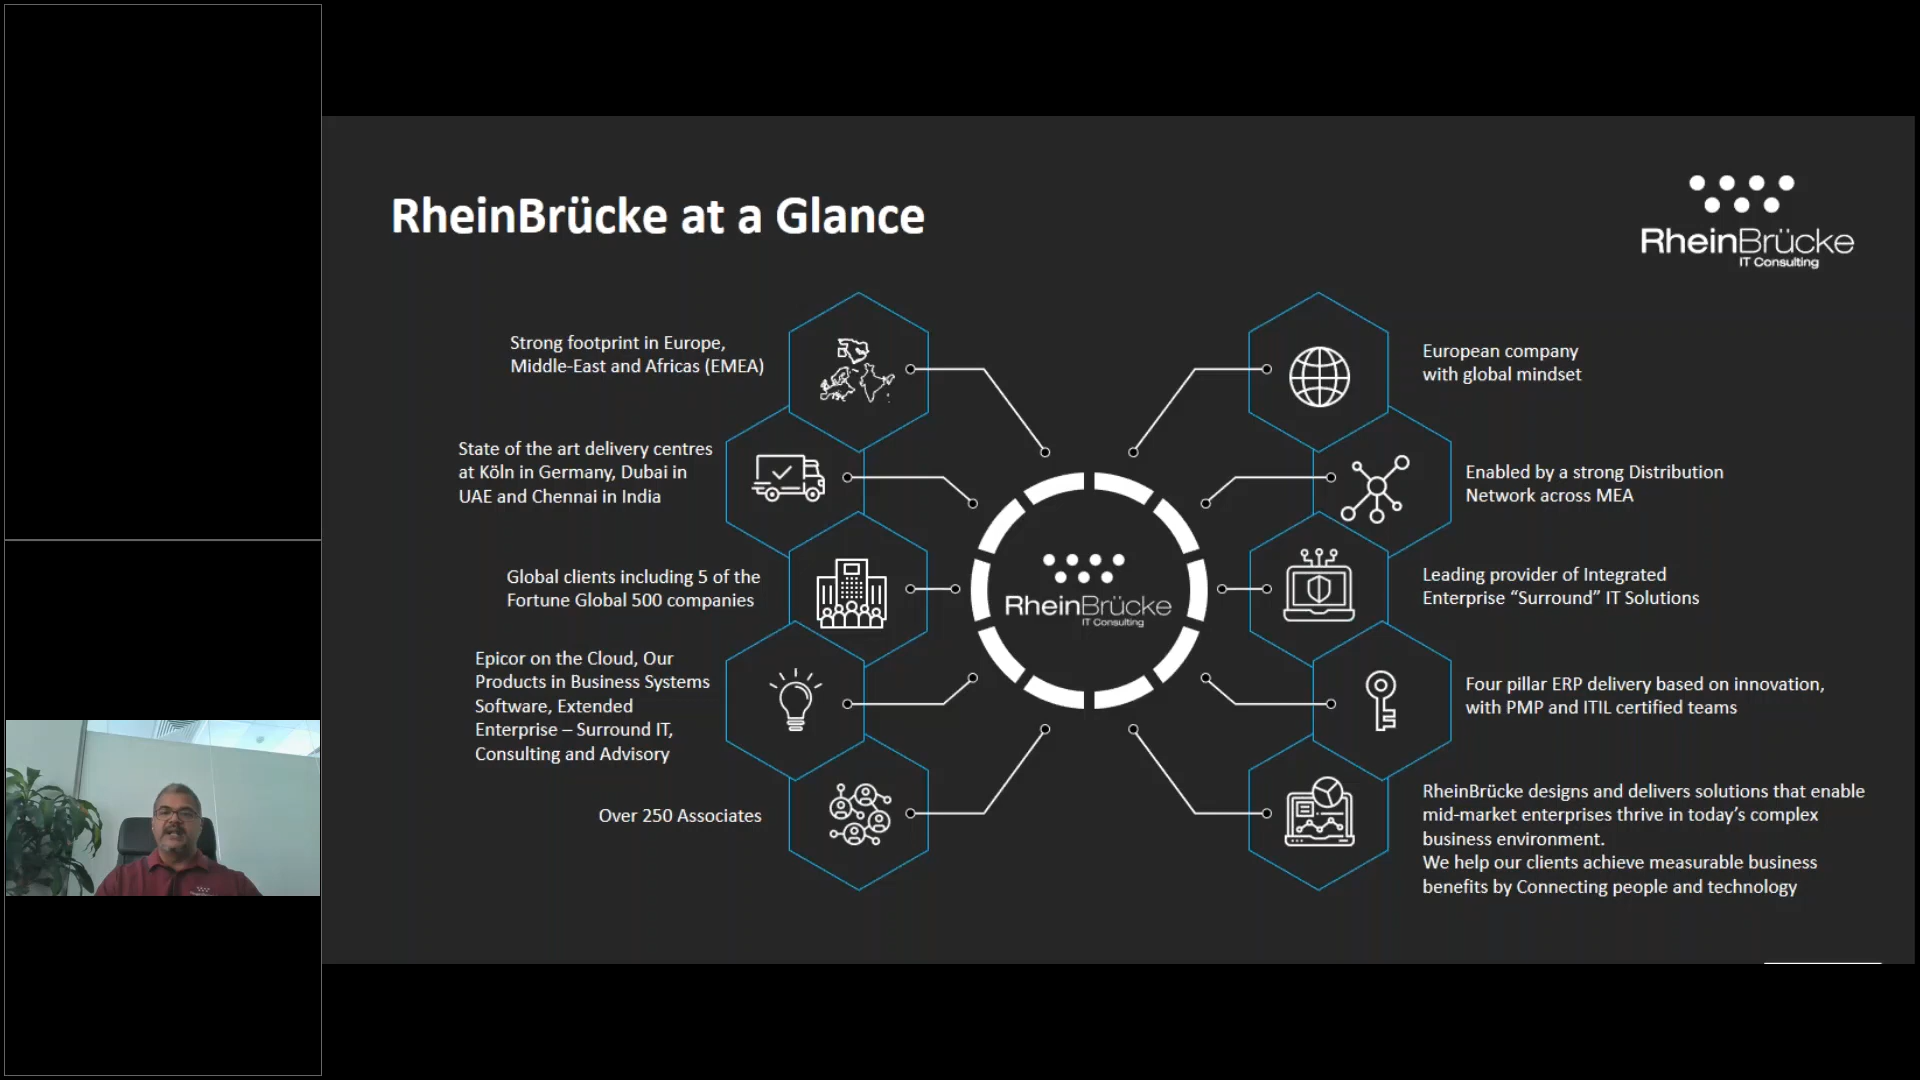 RheinBrücke at a Glance
RheinBrücke
IT Consulting
Strong footprint in Europe,
Middle-East and Africas (EMEA)
State of the art delivery centres
at Köln in Germany, Dubai in
UAE and Chennai in India
Global clients including 5 of the
Fortune Global 500 companies
Epicor on the Cloud, Our
Products in Business Systems
Software, Extended
Enterprise – Surround IT,
Consulting and Advisory
Over 250 Associates
RheinBrücke
IT Consulting
European company
with global mindset
Enabled by a strong Distribution
Network across MEA
Leading provider of Integrated
Enterprise “Surround” IT Solutions
Four pillar ERP delivery based on innovation,
with PMP and ITIL certified teams
RheinBrücke designs and delivers solutions that enable
mid-market enterprises thrive in today’s complex
business environment.
We help our clients achieve measurable business
benefits by Connecting people and technology